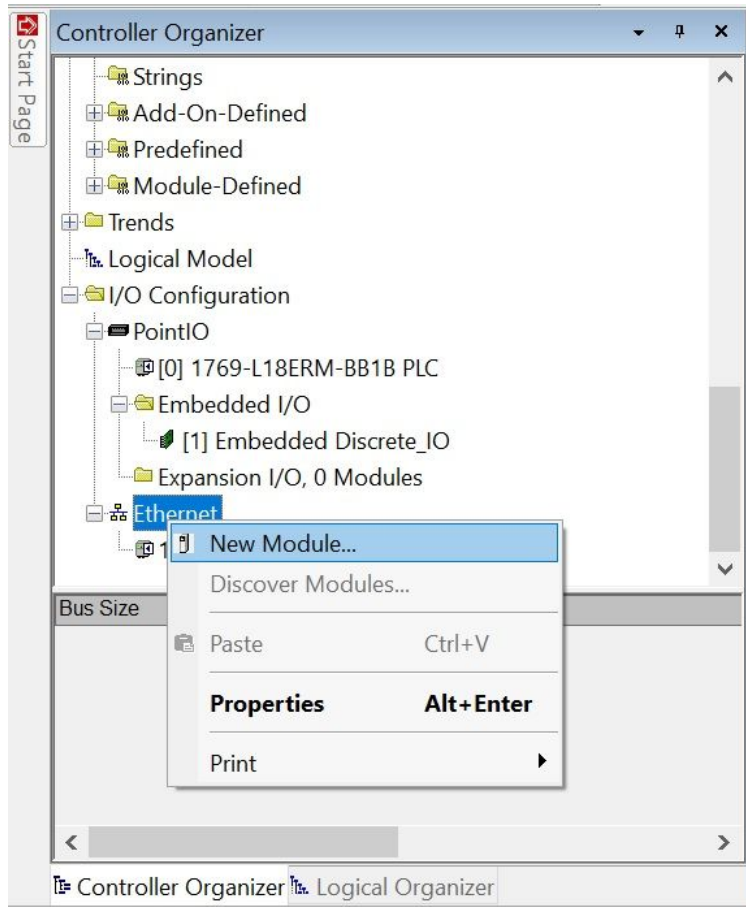 Start Page
Controller Organizer
Strings
Add-On-Defined
Predefined
Module-Defined
Trends
Logical Model
I/O Configuration
PointIO
[0] 1769-L18ERM-BB1B PLC
Embedded I/O
[1] Embedded Discrete_IO
Expansion I/O, 0 Modules
Ethernet
1
New Module...
Discover Modules...
Bus Size
Paste Ctrl+V
Properties Alt+Enter
Print
Controller Organizer Logical Organizer